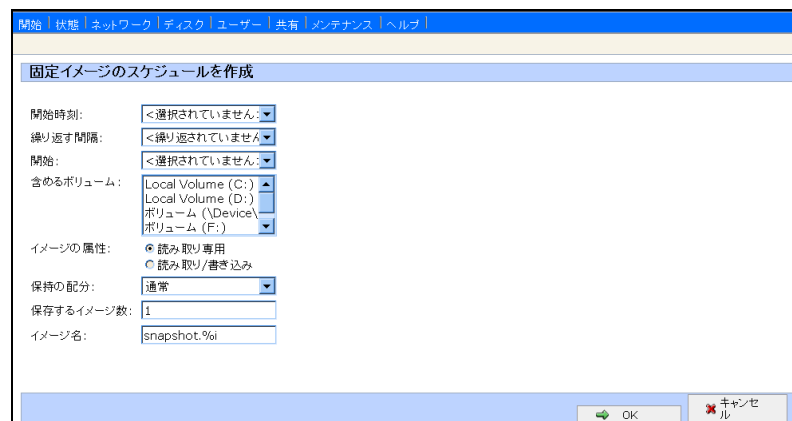 開始 | 状態 | ネットワーク | ディスク | ユーザー | 共有 | メンテナンス | ヘルプ |
固定イメージのスケジュールを作成
開始時刻: <選択されていません:
繰り返す間隔: <繰り返されていませ
開始: <選択されていません:
含めるボリューム: Local Volume (C:)
Local Volume (D:)
ボリューム (\Device\
ボリューム (F:)
イメージの属性: 読み取り専用
読み取り/書き込み
保持の配分: 通常
保存するイメージ数: 1
イメージ名: snapshot.%i
OK
キャンセ
ル